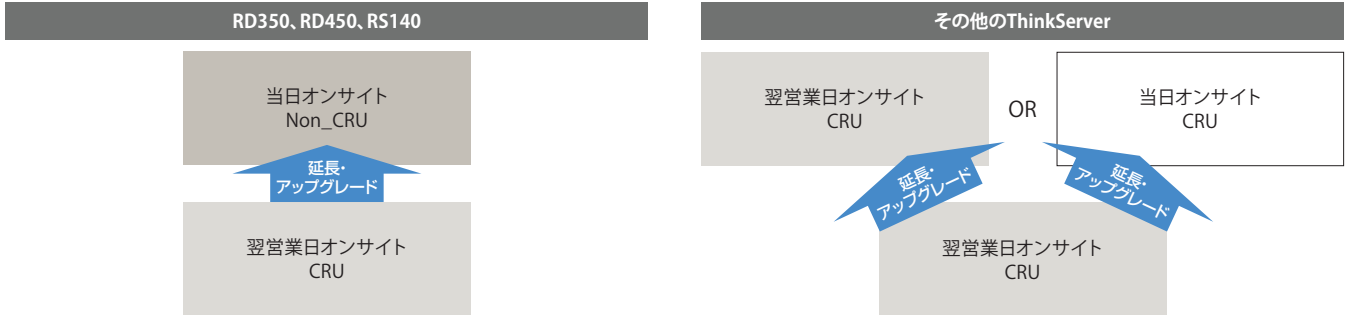 RD350、RD450、RS140
当日オンサイト
Non_CRU
延長・
アップグレード
翌営業日オンサイト
CRU
その他のThinkServer
翌営業日オンサイト
CRU
OR
当日オンサイト
CRU
延長・
アップグレード
延長・
アップグレード
翌営業日オンサイト
CRU